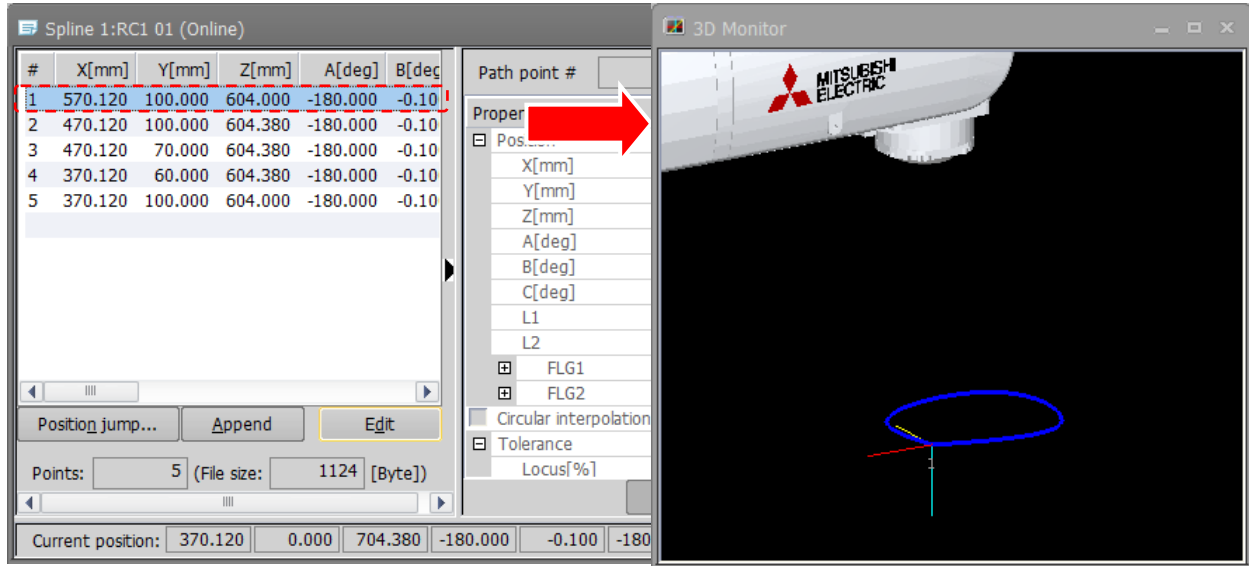 Spline 1:RC1 01 (Online)
# X[mm] Y[mm] Z[mm] A[deg] B[deg
1 570.120 100.000 604.000 -180.000 -0.10
2 470.120 100.000 604.380 -180.000 -0.10
3 470.120 70.000 604.380 -180.000 -0.10
4 370.120 60.000 604.380 -180.000 -0.10
5 370.120 100.000 604.000 -180.000 -0.10
Position jump... Append Edit
Points: 5 (File size: 1124 [Byte])
Current position: 370.120 0.000 704.380 -180.000 -0.100 -180
Path point #
X[mm]
Y[mm]
Z[mm]
A[deg]
B[deg]
C[deg]
L1
L2
FLG1
FLG2
Circular interpolation
Tolerance
Locus[%]
3D Monitor
MITSUBISHI
ELECTRIC